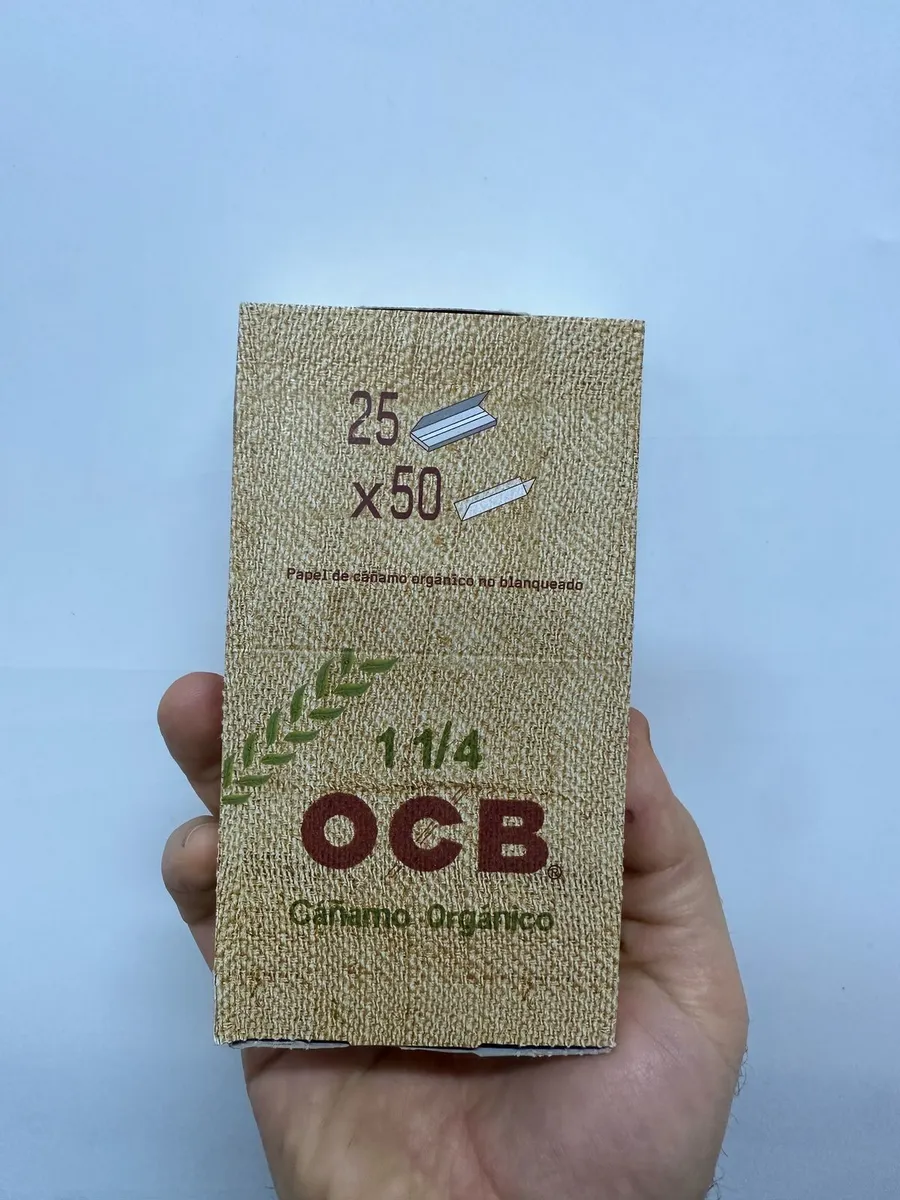 25
x50
Papel de cáñamo orgánico no blanqueado
1 1/4
OCB®
Cáñamo Orgánico